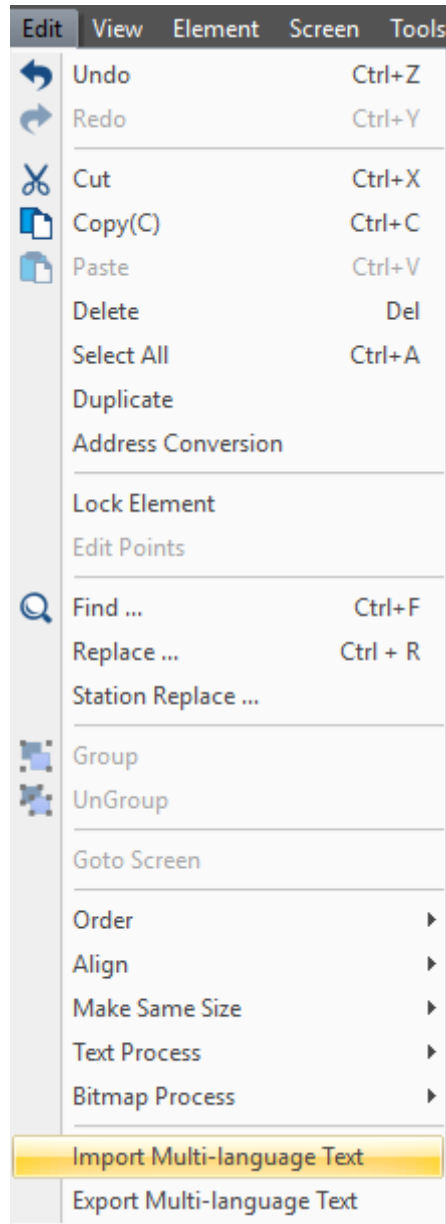 Edit View Element Screen Tools
Undo Ctrl+Z
Redo Ctrl+Y
Cut Ctrl+X
Copy(C) Ctrl+C
Paste Ctrl+V
Delete Del
Select All Ctrl+A
Duplicate
Address Conversion
Lock Element
Edit Points
Find ... Ctrl+F
Replace ... Ctrl + R
Station Replace ...
Group
UnGroup
Goto Screen
Order
Align
Make Same Size
Text Process
Bitmap Process
Import Multi-language Text
Export Multi-language Text